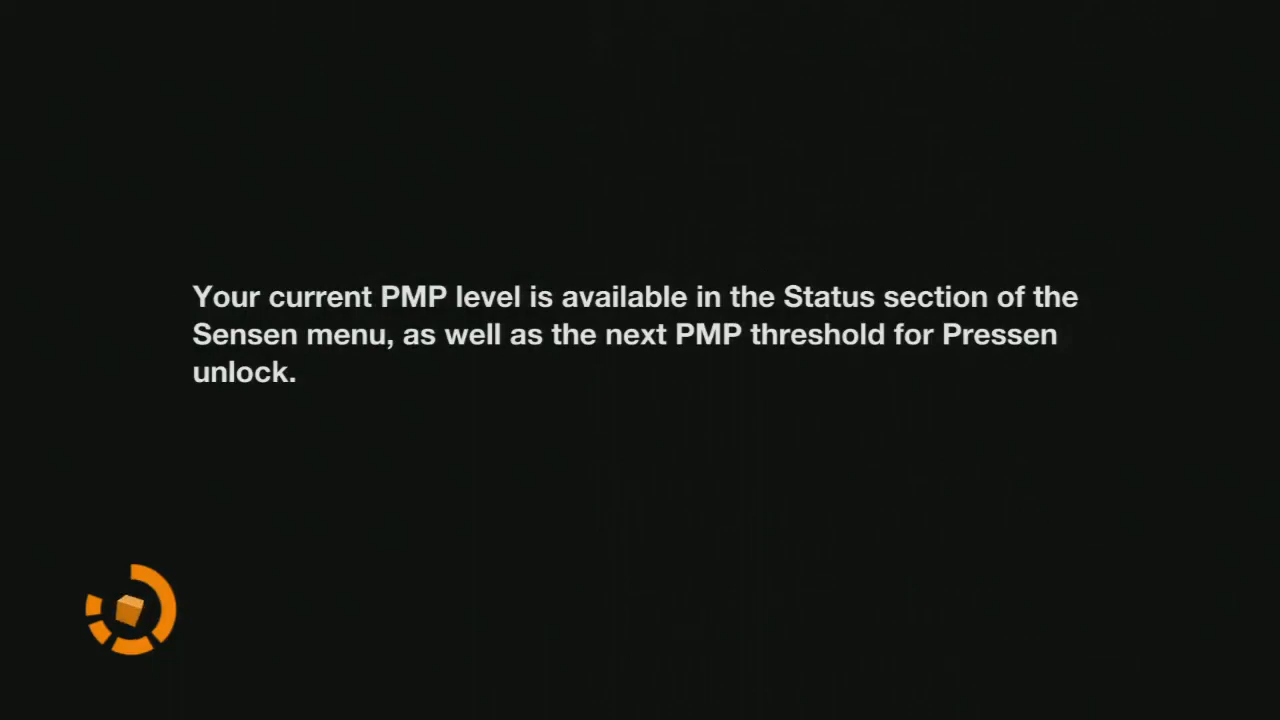 Your current PMP level is available in the Status section of the
Sensen menu, as well as the next PMP threshold for Pressen
unlock.